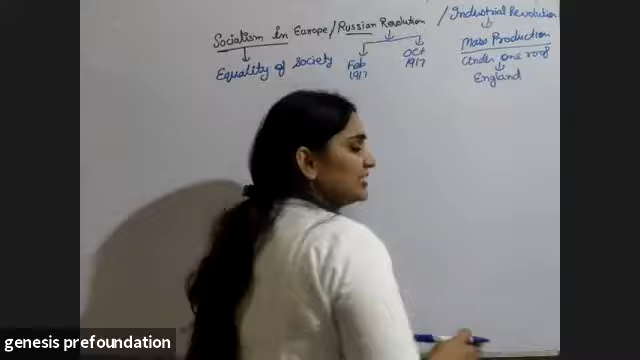 Socialism in Europe / Russian Revolution / Industrial Revolution
Equality of Society
Feb 1917
Oct 1917
Mass Production
Under one roof
England
genesis prefoundation